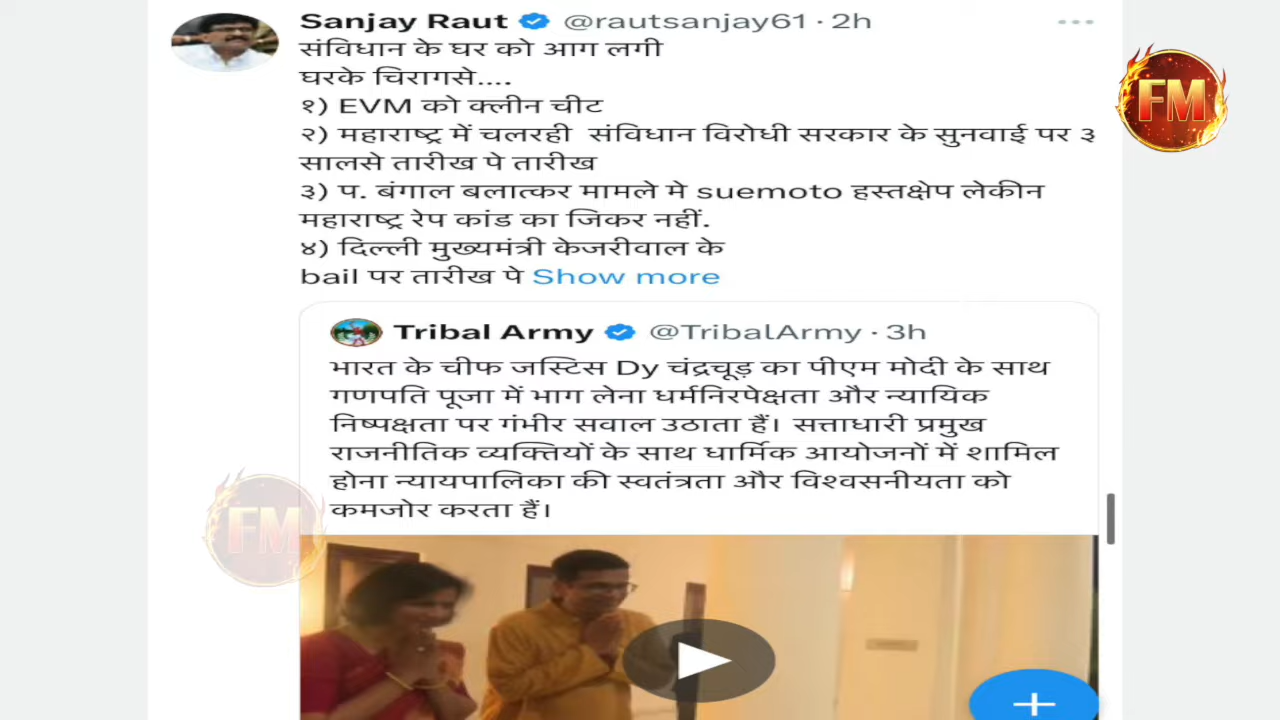 Sanjay Raut @rautsanjay61 · 2h
संविधान के घर को आग लगी
घरके चिरागसे....
१) EVM को क्लीन चीट
२) महाराष्ट्र में चलरही संविधान विरोधी सरकार के सुनवाई पर ३
सालसे तारीख पे तारीख
३) प. बंगाल बलात्कर मामले मे suemoto हस्तक्षेप लेकीन
महाराष्ट्र रेप कांड का जिकर नहीं.
४) दिल्ली मुख्यमंत्री केजरीवाल के
bail पर तारीख पे Show more
FM
Tribal Army @TribalArmy · 3h
भारत के चीफ जस्टिस Dy चंद्रचूड़ का पीएम मोदी के साथ
गणपति पूजा में भाग लेना धर्मनिरपेक्षता और न्यायिक
निष्पक्षता पर गंभीर सवाल उठाता हैं। सत्ताधारी प्रमुख
राजनीतिक व्यक्तियों के साथ धार्मिक आयोजनों में शामिल
होना न्यायपालिका की स्वतंत्रता और विश्वसनीयता को
कमजोर करता हैं।
FM